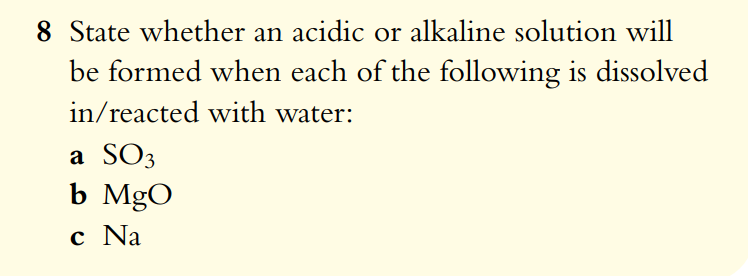 8 State whether an acidic or alkaline solution will
be formed when each of the following is dissolved
in/reacted with water:
a SO₃
b MgO
c Na